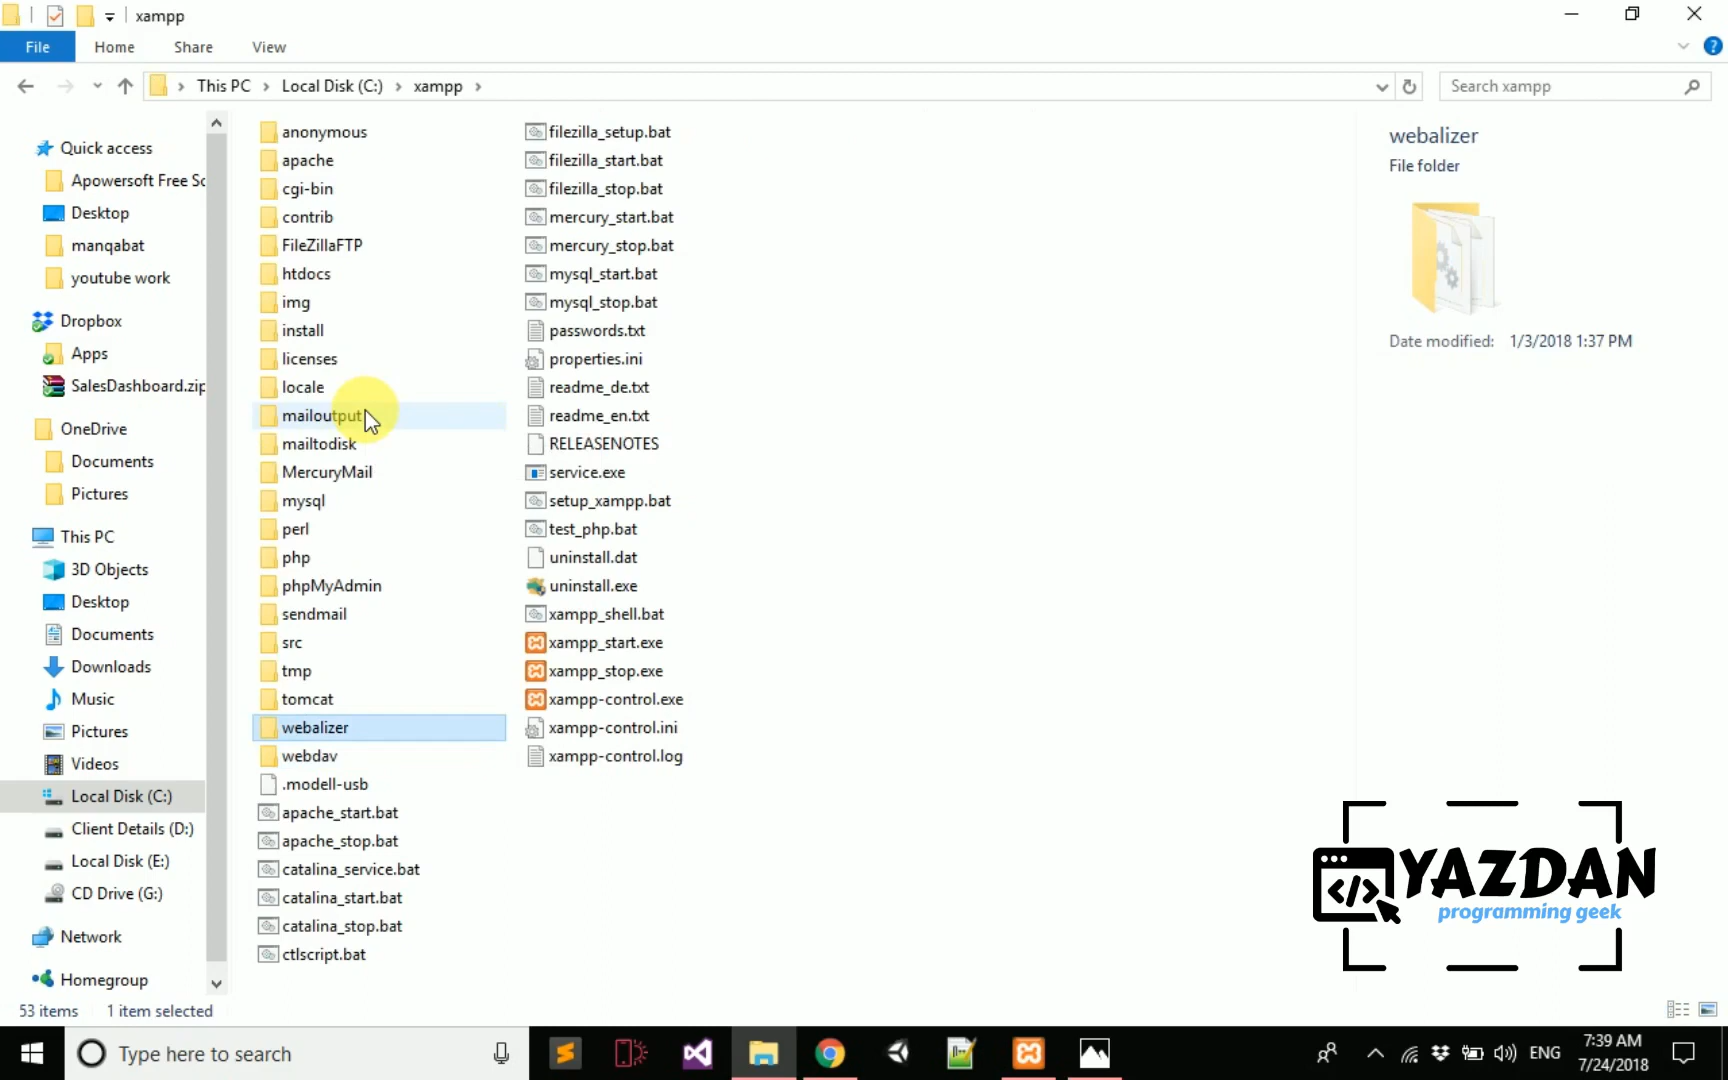 xampp
File Home Share View
This PC Local Disk (C:) xampp
Search xampp
Quick access
Apowersoft Free Sc
Desktop
manqabat
youtube work
Dropbox
Apps
SalesDashboard.zip
OneDrive
Documents
Pictures
This PC
3D Objects
Desktop
Documents
Downloads
Music
Pictures
Videos
Local Disk (C:)
Client Details (D:)
Local Disk (E:)
CD Drive (G:)
Network
Homegroup
anonymous
apache
cgi-bin
contrib
FileZillaFTP
htdocs
img
install
licenses
locale
mailoutput
mailtodisk
MercuryMail
mysql
perl
php
phpMyAdmin
sendmail
src
tmp
tomcat
webalizer
webdav
.modell-usb
apache_start.bat
apache_stop.bat
catalina_service.bat
catalina_start.bat
catalina_stop.bat
ctlscript.bat
filezilla_setup.bat
filezilla_start.bat
filezilla_stop.bat
mercury_start.bat
mercury_stop.bat
mysql_start.bat
mysql_stop.bat
passwords.txt
properties.ini
readme_de.txt
readme_en.txt
RELEASENOTES
service.exe
setup_xampp.bat
test_php.bat
uninstall.dat
uninstall.exe
xampp_shell.bat
xampp_start.exe
xampp_stop.exe
xampp-control.exe
xampp-control.ini
xampp-control.log
webalizer
File folder
Date modified: 1/3/2018 1:37 PM
YAZDAN
programming geek
53 items 1 item selected
Type here to search
ENG
7:39 AM
7/24/2018